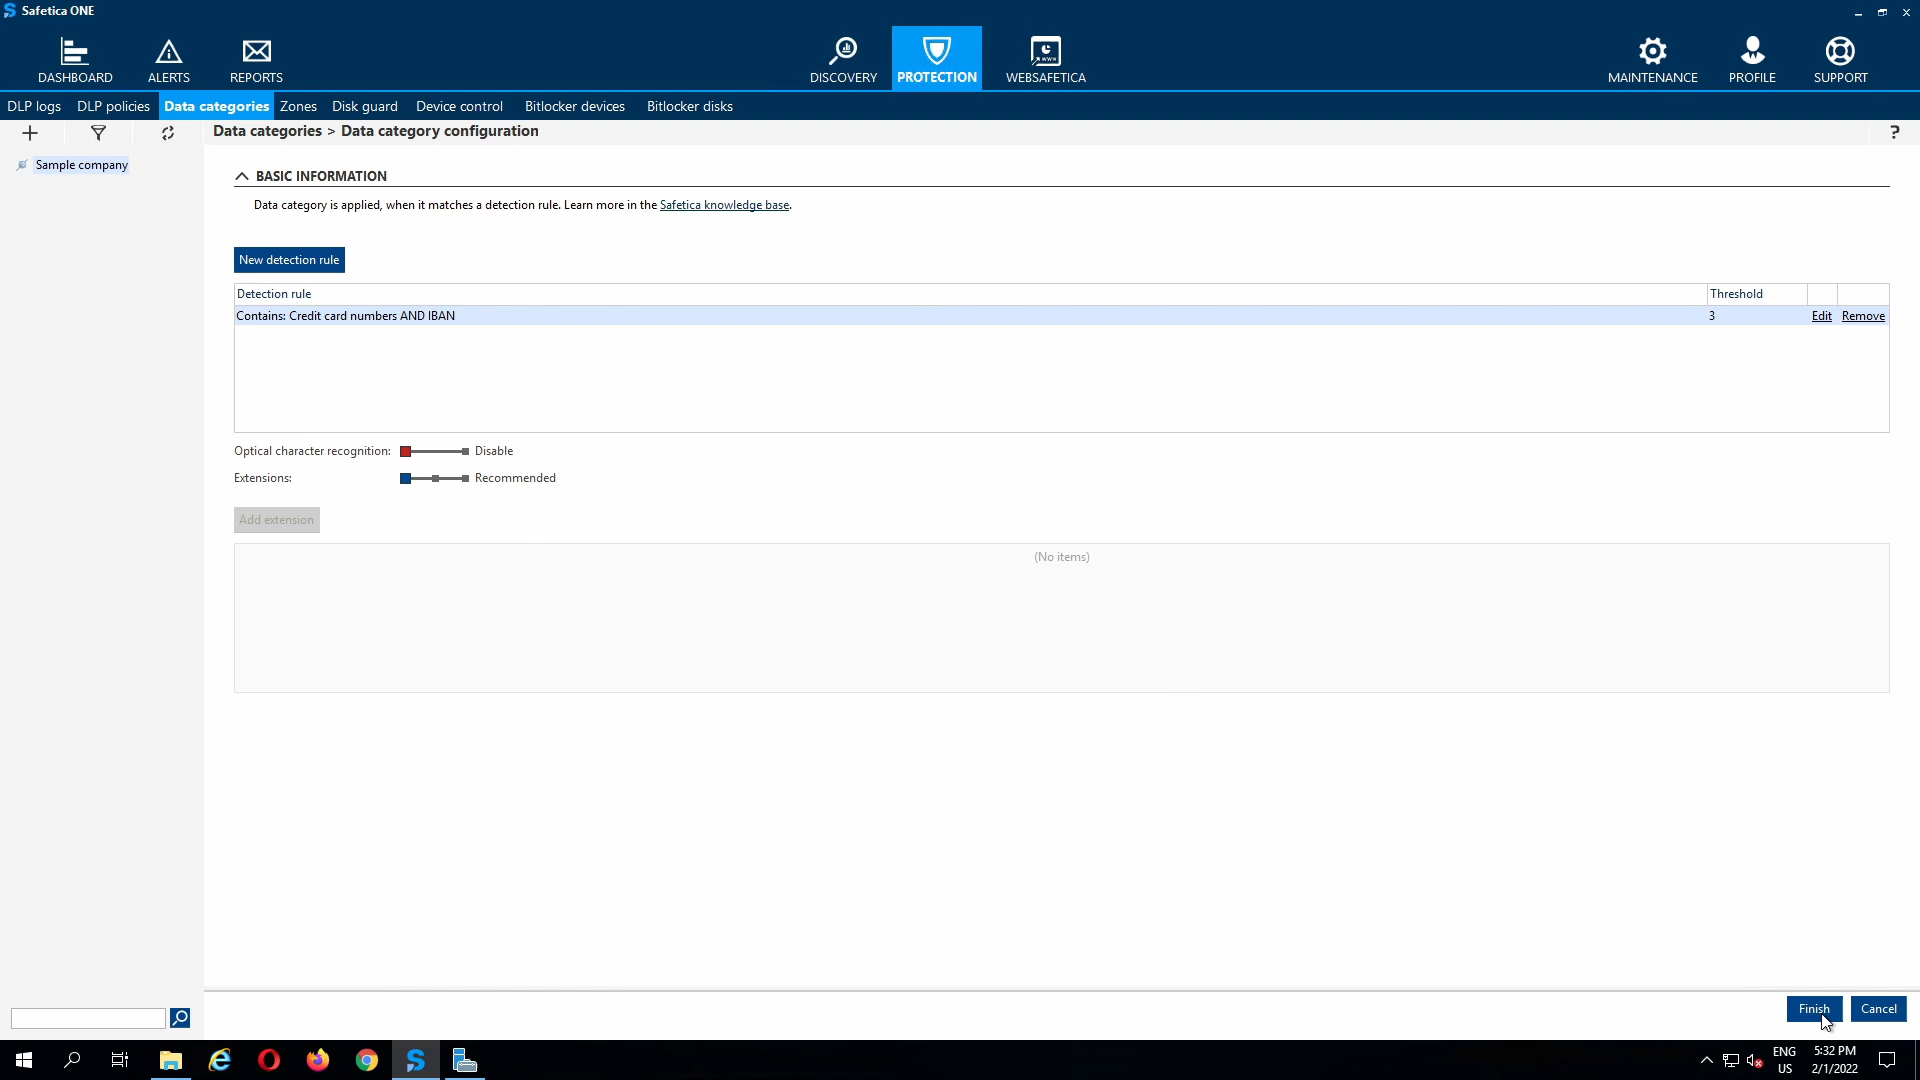 Safetica ONE
DASHBOARD
ALERTS
REPORTS
DISCOVERY
PROTECTION
WEBSAFETICA
MAINTENANCE
PROFILE
SUPPORT
DLP logs
DLP policies
Data categories
Zones
Disk guard
Device control
Bitlocker devices
Bitlocker disks
Data categories > Data category configuration
?
Sample company
BASIC INFORMATION
Data category is applied, when it matches a detection rule. Learn more in the Safetica knowledge base.
New detection rule
Detection rule
Threshold
Contains: Credit card numbers AND IBAN
3
Edit
Remove
Optical character recognition:
Disable
Extensions:
Recommended
Add extension
(No items)
Finish
Cancel
ENG
US
5:32 PM
2/1/2022